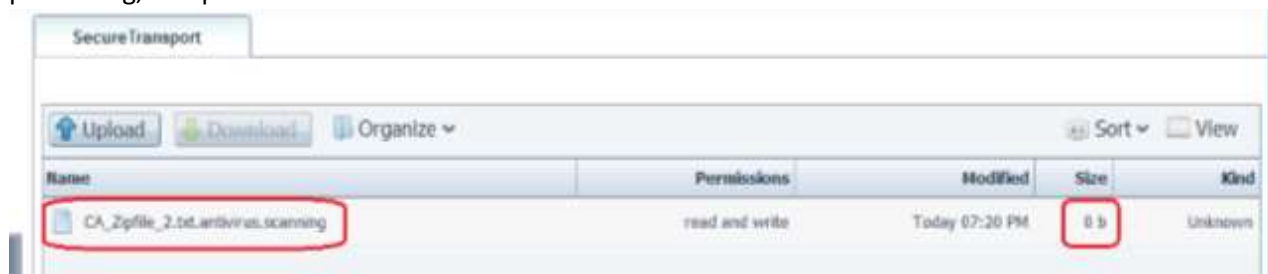 SecureTransport
Upload Download Organize Sort View
Name Permissions Modified Size Kind
CA_Zipfile_2.txt.antivirus.scanning read and write Today 07:20 PM 0 b Unknown